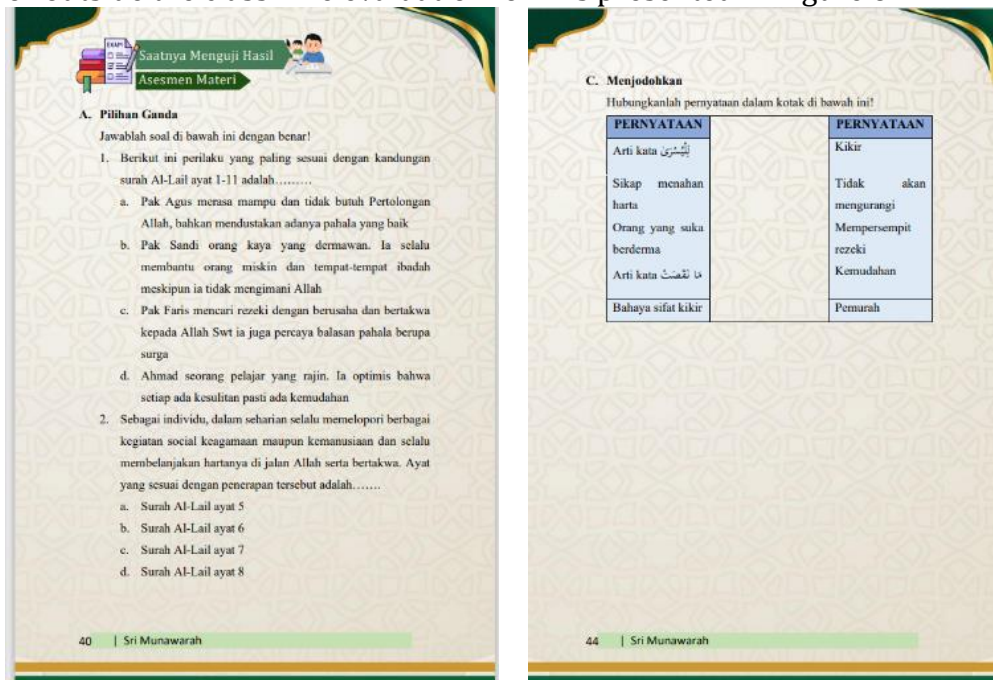 Saatnya Menguji Hasil
Asesmen Materi
A. Pilihan Ganda
Jawablah soal di bawah ini dengan benar!
1. Berikut ini perilaku yang paling sesuai dengan kandungan
surah Al-Lail ayat 1-11 adalah.........
a. Pak Agus merasa mampu dan tidak butuh Pertolongan
Allah, bahkan mendustakan adanya pahala yang baik
b. Pak Sandi orang kaya yang dermawan. Ia selalu
membantu orang miskin dan tempat-tempat ibadah
meskipun ia tidak mengimani Allah
c. Pak Faris mencari rezeki dengan berusaha dan bertakwa
kepada Allah Swt ia juga percaya balasan pahala berupa
surga
d. Ahmad seorang pelajar yang rajin. Ia optimis bahwa
setiap ada kesulitan pasti ada kemudahan
2. Sebagai individu, dalam seharian selalu memelopori berbagai
kegiatan social keagamaan maupun kemanusiaan dan selalu
membelanjakan hartanya di jalan Allah serta bertakwa. Ayat
yang sesuai dengan penerapan tersebut adalah.......
a. Surah Al-Lail ayat 5
b. Surah Al-Lail ayat 6
c. Surah Al-Lail ayat 7
d. Surah Al-Lail ayat 8
40 | Sri Munawarah
C. Menjodohkan
Hubungkanlah pernyataan dalam kotak di bawah ini!
PERNYATAAN PERNYATAAN
Arti kata لِلْيُسْرَىٰ Kikir
Sikap menahan Tidak akan
harta mengurangi
Orang yang suka Mempersempit
berderma rezeki
Arti kata مَا نَقَصَتْ Kemudahan
Bahaya sifat kikir Pemurah
44 | Sri Munawarah